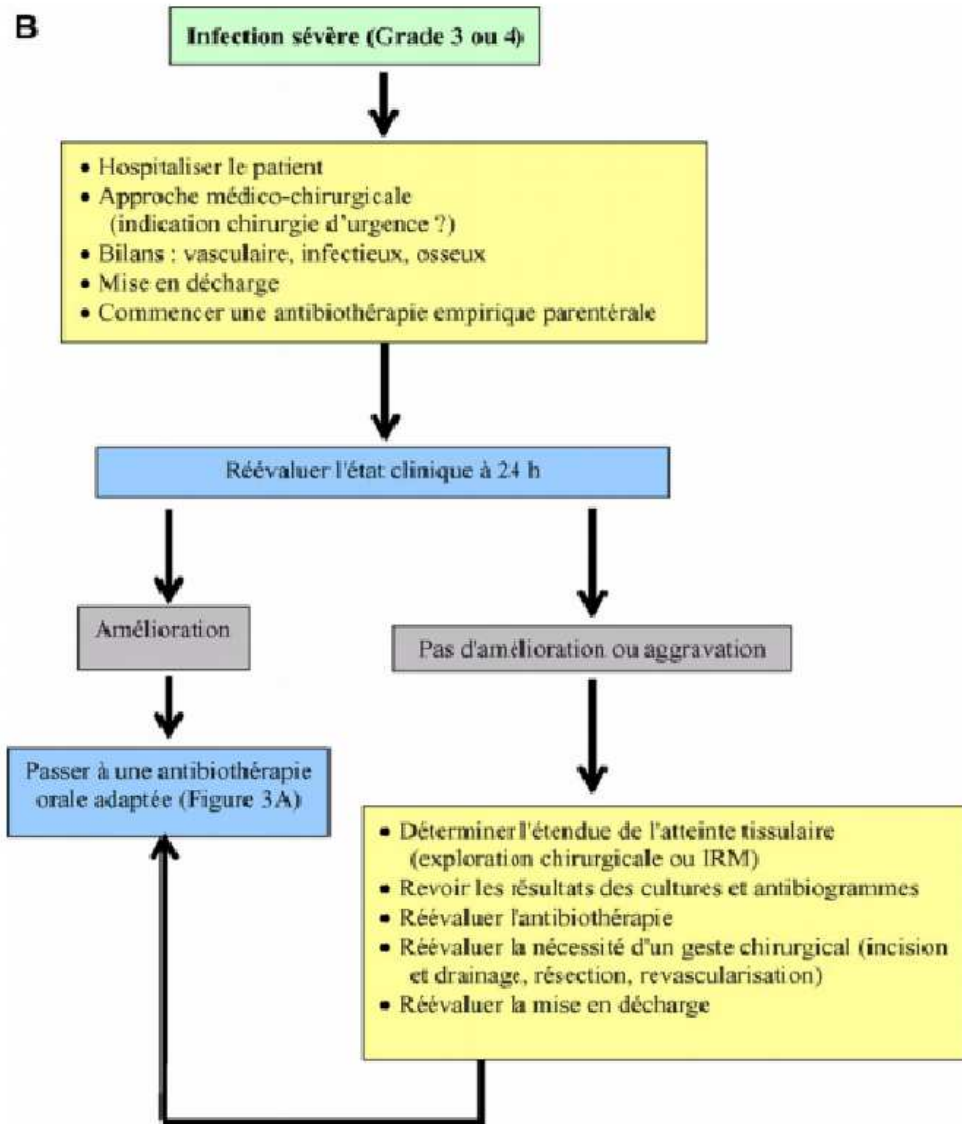 B
Infection sévère (Grade 3 ou 4)
• Hospitaliser le patient
• Approche médico-chirurgicale
(indication chirurgie d'urgence ?)
• Bilans : vasculaire, infectieux, osseux
• Mise en décharge
• Commencer une antibiothérapie empirique parentérale
Réévaluer l'état clinique à 24 h
Amélioration
Pas d'amélioration ou aggravation
Passer à une antibiothérapie
orale adaptée (Figure 3A)
• Déterminer l'étendue de l'atteinte tissulaire
(exploration chirurgicale ou IRM)
• Revoir les résultats des cultures et antibiogrammes
• Réévaluer l'antibiothérapie
• Réévaluer la nécessité d'un geste chirurgical (incision
et drainage, résection, revascularisation)
• Réévaluer la mise en décharge